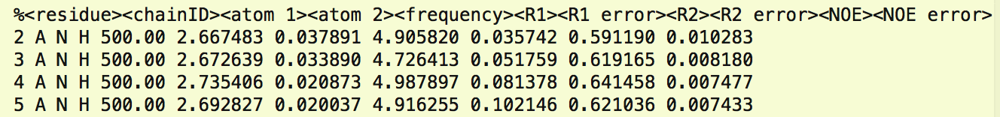 %<residue><chainID><atom 1><atom 2><frequency><R1><R1 error><R2><R2 error><NOE><NOE error>
2 A N H 500.00 2.667483 0.037891 4.905820 0.035742 0.591190 0.010283
3 A N H 500.00 2.672639 0.033890 4.726413 0.051759 0.619165 0.008180
4 A N H 500.00 2.735406 0.020873 4.987897 0.081378 0.641458 0.007477
5 A N H 500.00 2.692827 0.020037 4.916255 0.102146 0.621036 0.007433